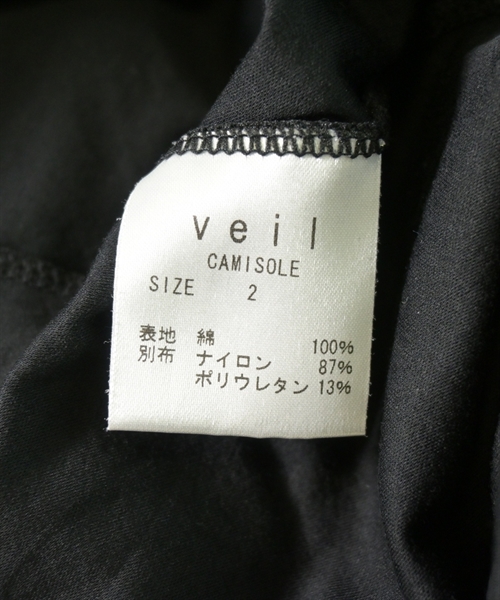 veil
CAMISOLE
SIZE 2
表地 綿 100%
別布 ナイロン 87%
ポリウレタン 13%